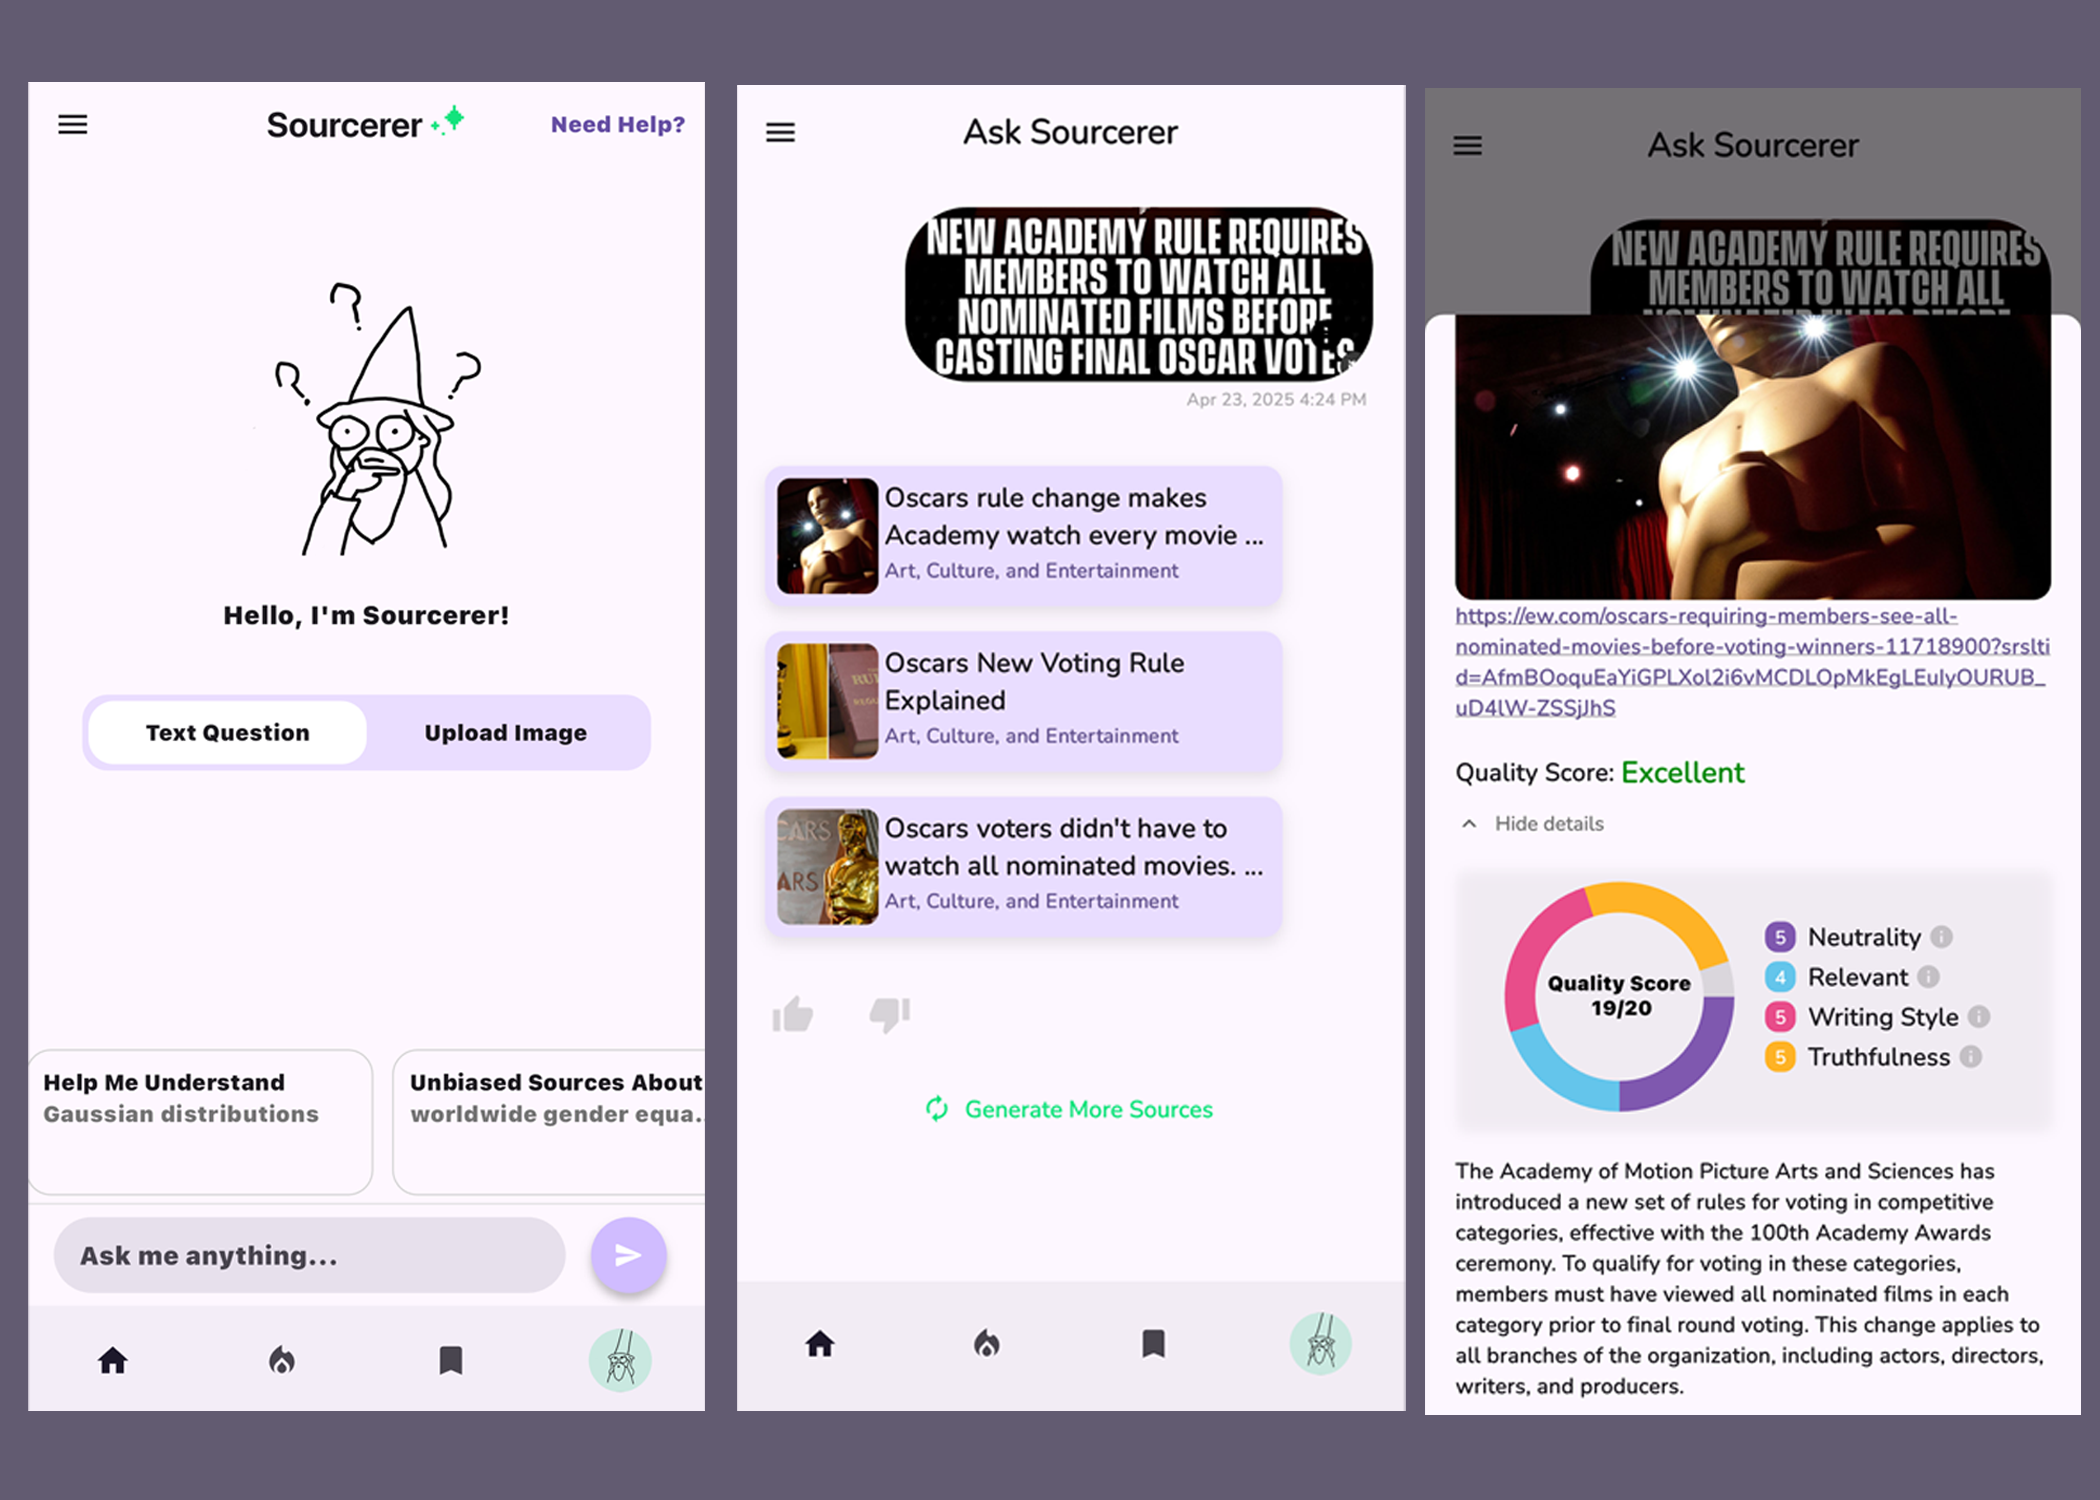 Sourcerer
Need Help?
Hello, I'm Sourcerer!
Text Question
Upload Image
Help Me Understand
Gaussian distributions
Unbiased Sources About
worldwide gender equa..
Ask me anything...
Ask Sourcerer
NEW ACADEMY RULE REQUIRES
MEMBERS TO WATCH ALL
NOMINATED FILMS BEFORE
CASTING FINAL OSCAR VOTES
Apr 23, 2025 4:24 PM
Oscars rule change makes
Academy watch every movie ...
Art, Culture, and Entertainment
Oscars New Voting Rule
Explained
Art, Culture, and Entertainment
CARS
ARS
Oscars voters didn't have to
watch all nominated movies. ...
Art, Culture, and Entertainment
Generate More Sources
Ask Sourcerer
NEW ACADEMY RULE REQUIRES
MEMBERS TO WATCH ALL
NOMINATED FILMS BEFORE
https://ew.com/oscars-requiring-members-see-all-
nominated-movies-before-voting-winners-11718900?srslti
d=AfmBOoquEaYiGPLXol2i6vMCDLOpMkEgLEuIyOURUB_
uD4lW-ZSSjJhS
Quality Score: Excellent
Hide details
Quality Score
19/20
5 Neutrality
4 Relevant
5 Writing Style
5 Truthfulness
The Academy of Motion Picture Arts and Sciences has
introduced a new set of rules for voting in competitive
categories, effective with the 100th Academy Awards
ceremony. To qualify for voting in these categories,
members must have viewed all nominated films in each
category prior to final round voting. This change applies to
all branches of the organization, including actors, directors,
writers, and producers.